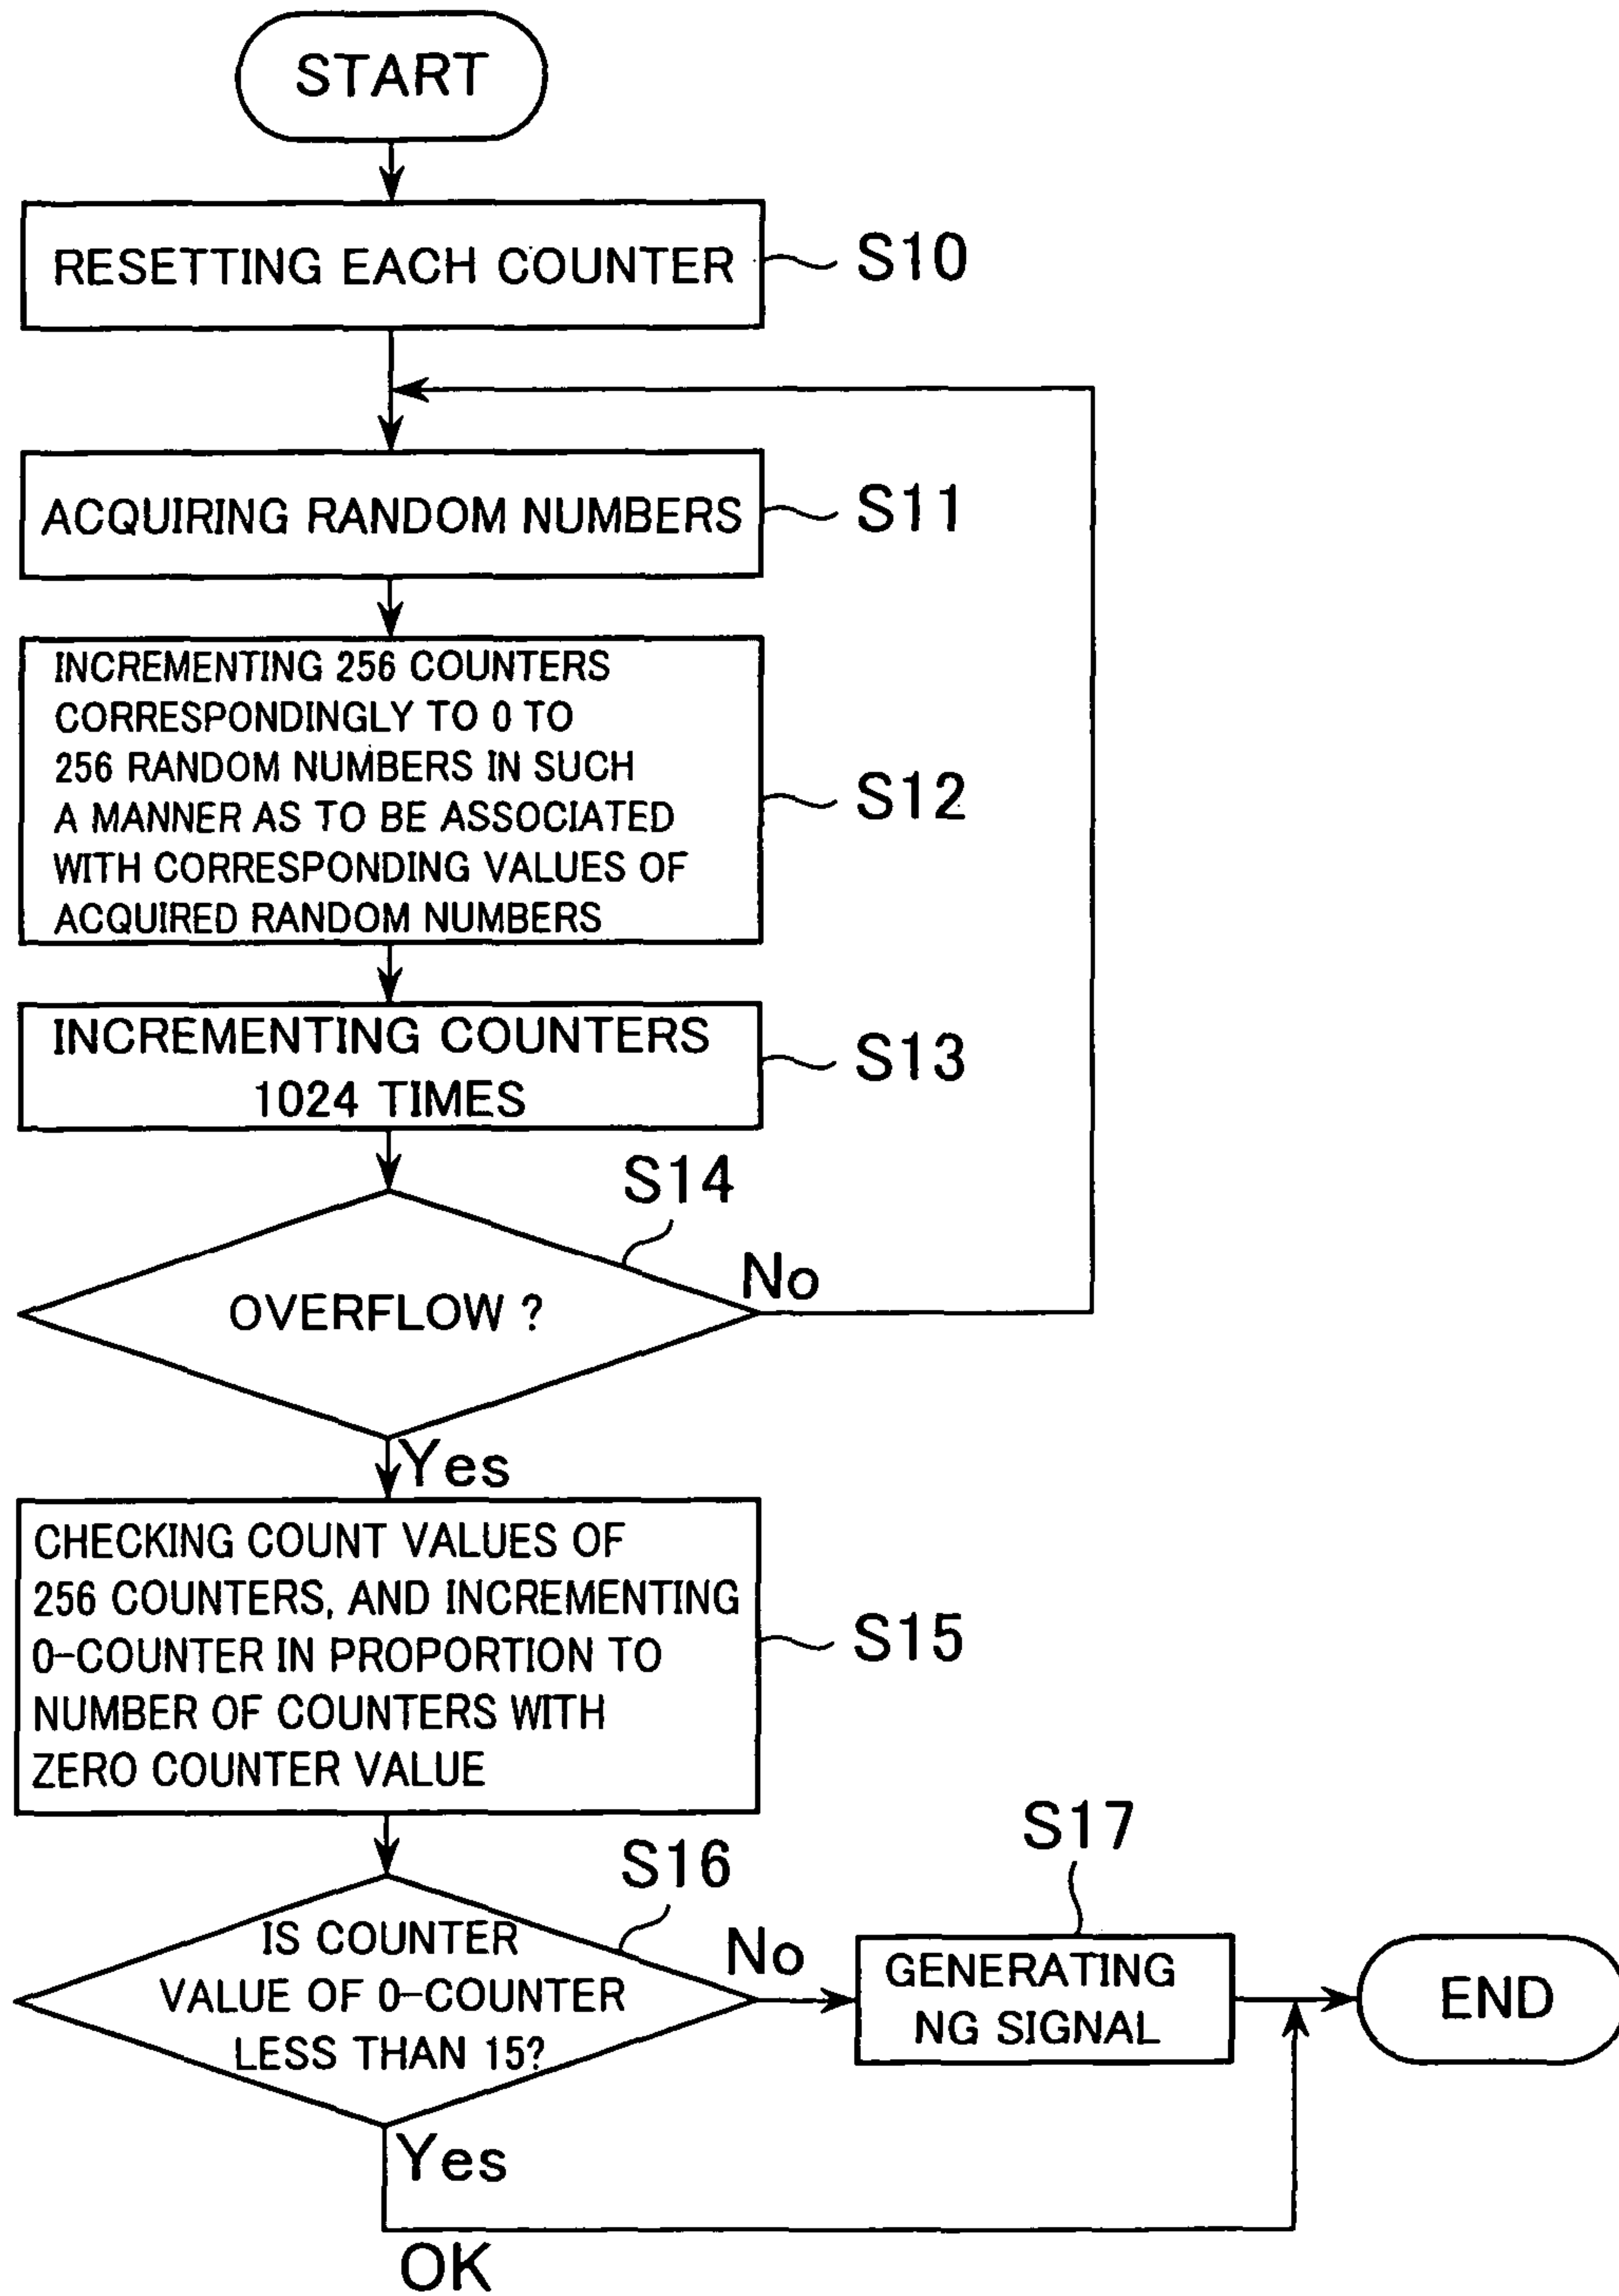 START
RESETTING EACH COUNTER
S10
ACQUIRING RANDOM NUMBERS
S11
INCREMENTING 256 COUNTERS
CORRESPONDINGLY TO 0 TO
256 RANDOM NUMBERS IN SUCH
A MANNER AS TO BE ASSOCIATED
WITH CORRESPONDING VALUES OF
ACQUIRED RANDOM NUMBERS
S12
INCREMENTING COUNTERS
1024 TIMES
S13
S14
No
OVERFLOW ?
Yes
CHECKING COUNT VALUES OF
256 COUNTERS, AND INCREMENTING
0-COUNTER IN PROPORTION TO
NUMBER OF COUNTERS WITH
ZERO COUNTER VALUE
S15
S16
IS COUNTER
VALUE OF 0-COUNTER
LESS THAN 15?
No
S17
GENERATING
NG SIGNAL
END
Yes
OK